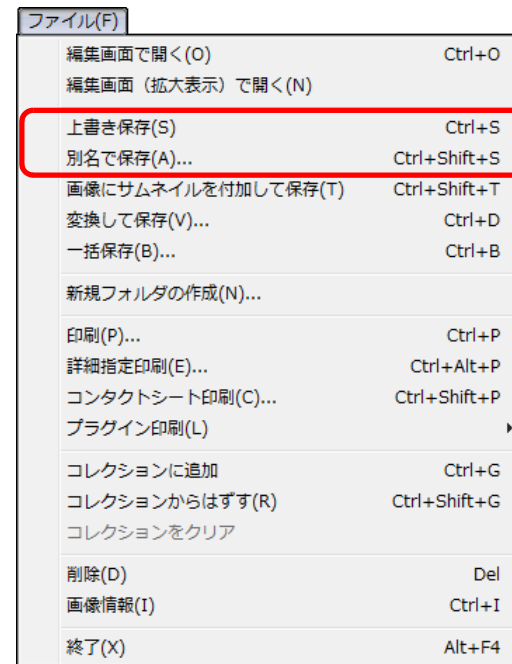 ファイル(F)
編集画面で開く(O) Ctrl+O
編集画面（拡大表示）で開く(N)
上書き保存(S) Ctrl+S
別名で保存(A)... Ctrl+Shift+S
画像にサムネイルを付加して保存(T) Ctrl+Shift+T
変換して保存(V)... Ctrl+D
一括保存(B)... Ctrl+B
新規フォルダの作成(N)...
印刷(P)... Ctrl+P
詳細指定印刷(E)... Ctrl+Alt+P
コンタクトシート印刷(C)... Ctrl+Shift+P
プラグイン印刷(L)
コレクションに追加 Ctrl+G
コレクションからはずす(R) Ctrl+Shift+G
コレクションをクリア
削除(D) Del
画像情報(I) Ctrl+I
終了(X) Alt+F4